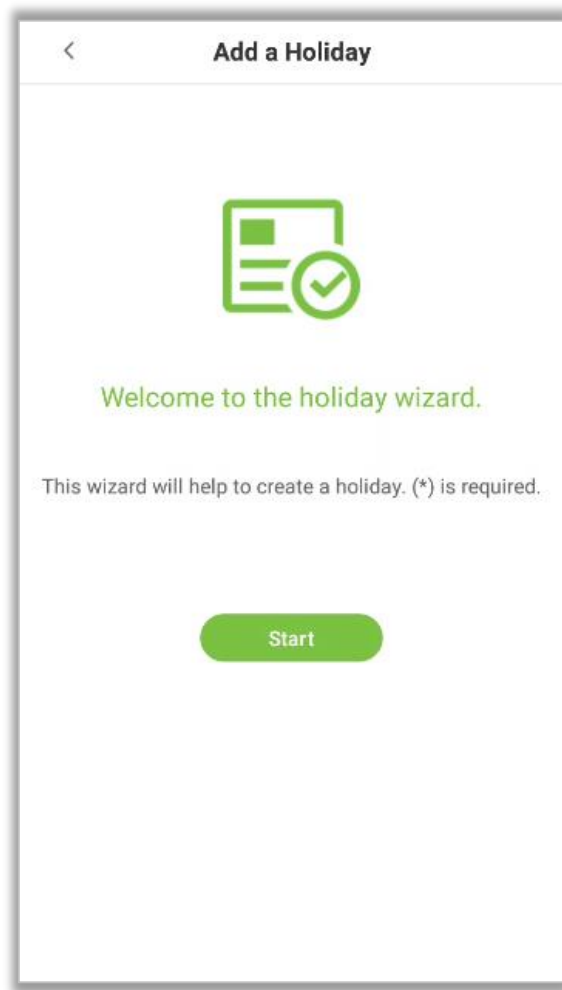 Add a Holiday
Welcome to the holiday wizard.
This wizard will help to create a holiday. (*) is required.
Start